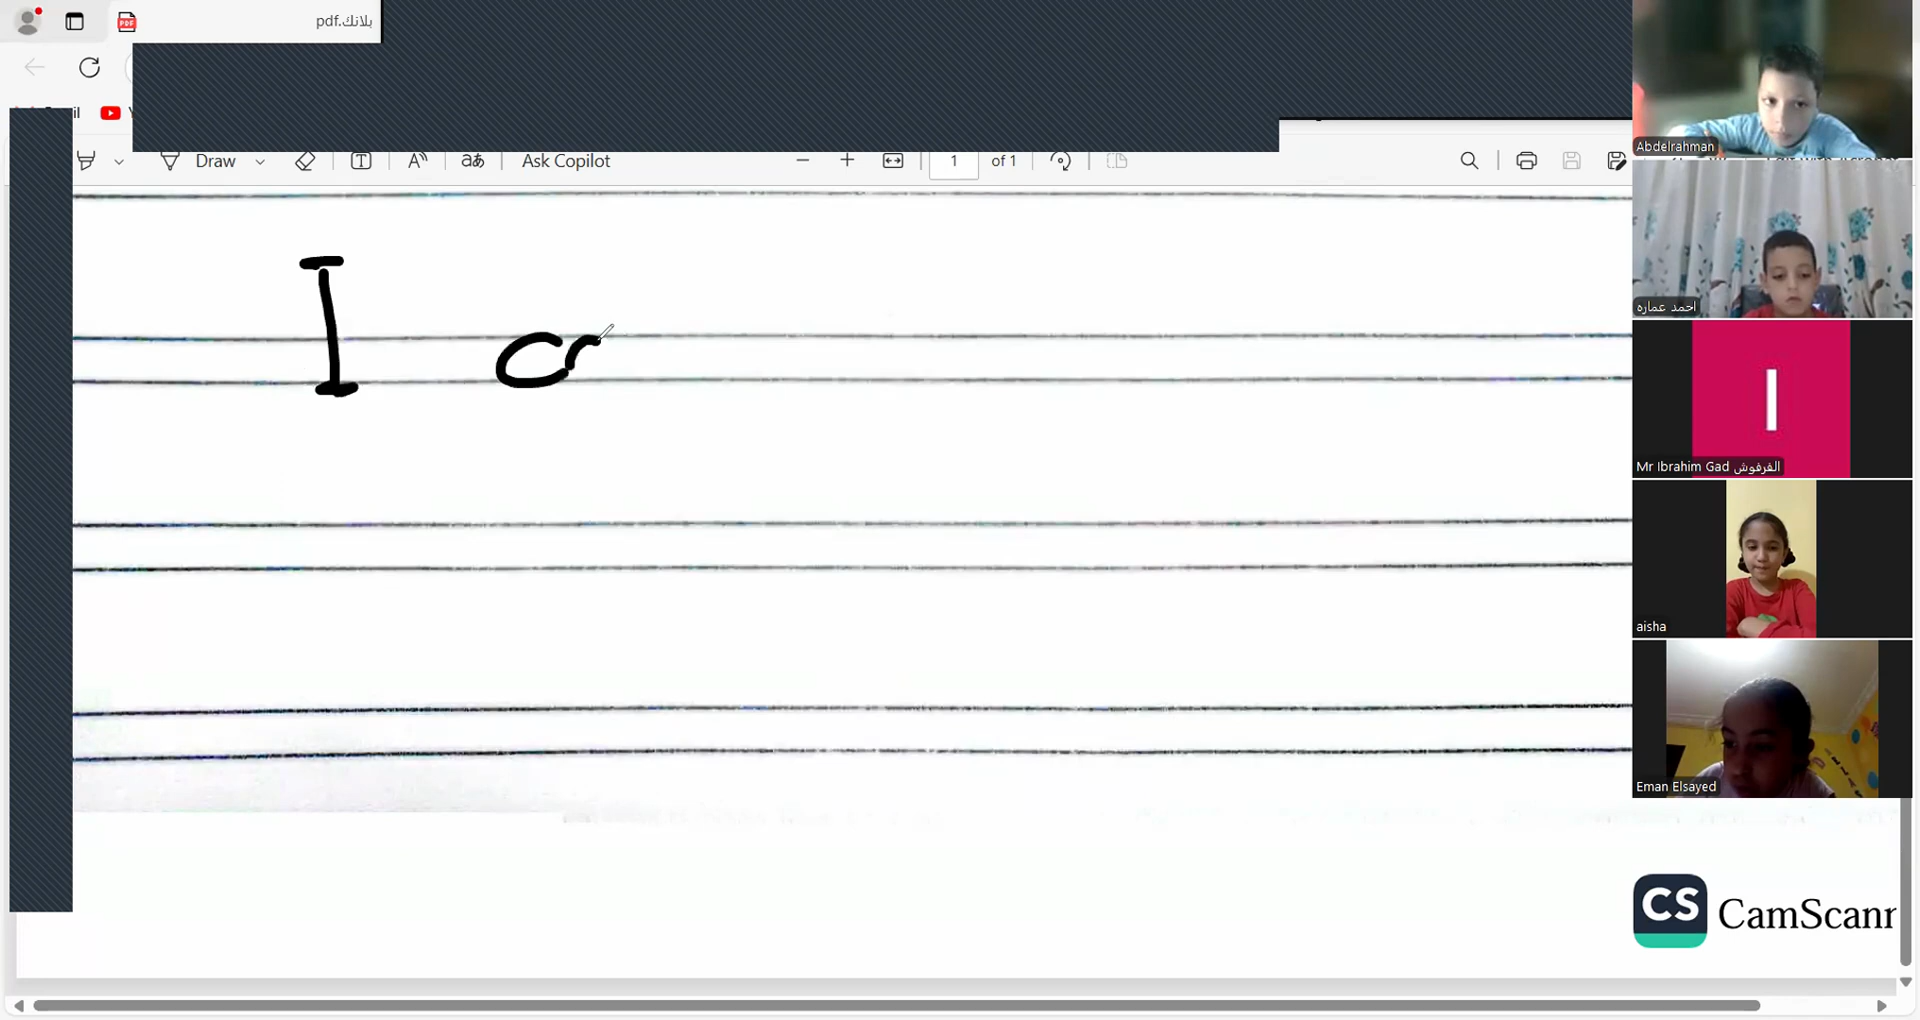 بلانك.pdf
Draw
Ask Copilot
1 of 1
I a
Abdelrahman
احمد عماره
I
Mr Ibrahim Gad الفرفوش
aisha
Eman Elsayed
CS CamScanr